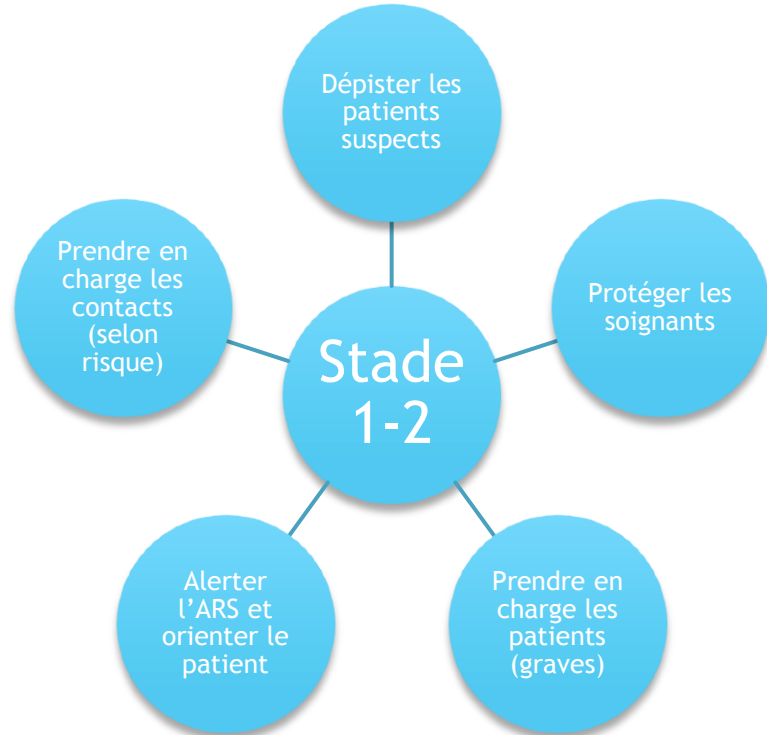 Dépister les
patients
suspects
Prendre en
charge les
contacts
(selon
risque)
Protéger les
soignants
Stade
1-2
Alerter
l’ARS et
orienter le
patient
Prendre en
charge les
patients
(graves)